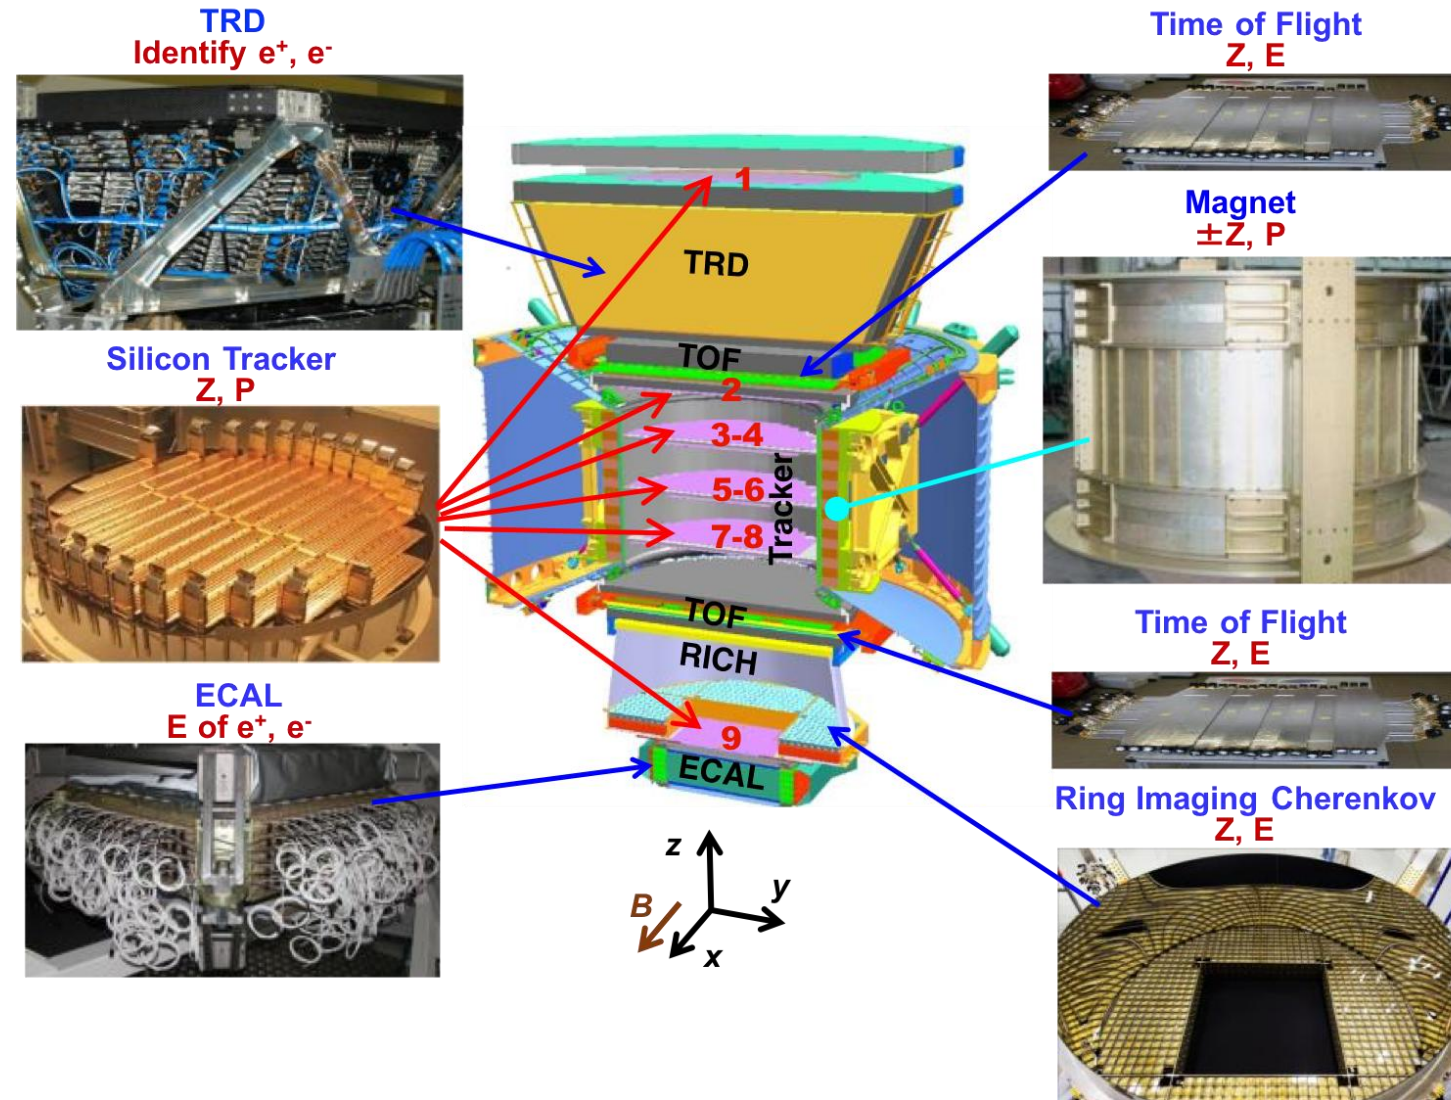 TRD
Identify e⁺, e⁻
Silicon Tracker
Z, P
ECAL
E of e⁺, e⁻
1
TRD
TOF
2
3-4
5-6
7-8
Tracker
TOF
RICH
9
ECAL
z
y
B
x
Time of Flight
Z, E
Magnet
±Z, P
Time of Flight
Z, E
Ring Imaging Cherenkov
Z, E